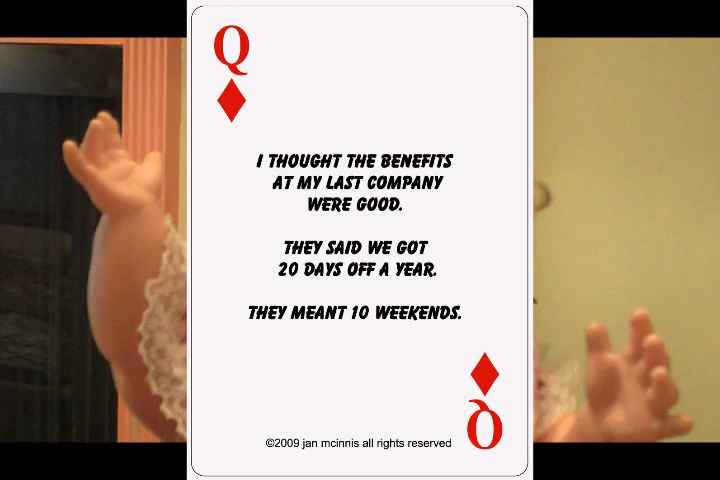 Q
I THOUGHT THE BENEFITS
AT MY LAST COMPANY
WERE GOOD.
THEY SAID WE GOT
20 DAYS OFF A YEAR.
THEY MEANT 10 WEEKENDS.
©2009 jan mcinnis all rights reserved
Q